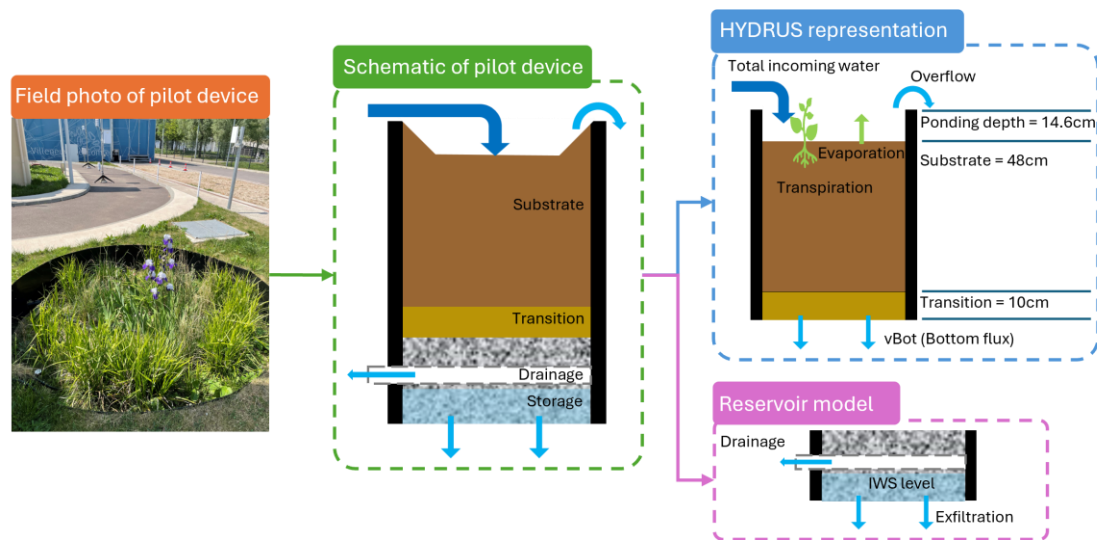 Field photo of pilot device
Schematic of pilot device
Substrate
Transition
Drainage
Storage
HYDRUS representation
Total incoming water
Overflow
Ponding depth = 14.6cm
Evaporation
Substrate = 48cm
Transpiration
Transition = 10cm
vBot (Bottom flux)
Reservoir model
Drainage
IWS level
Exfiltration